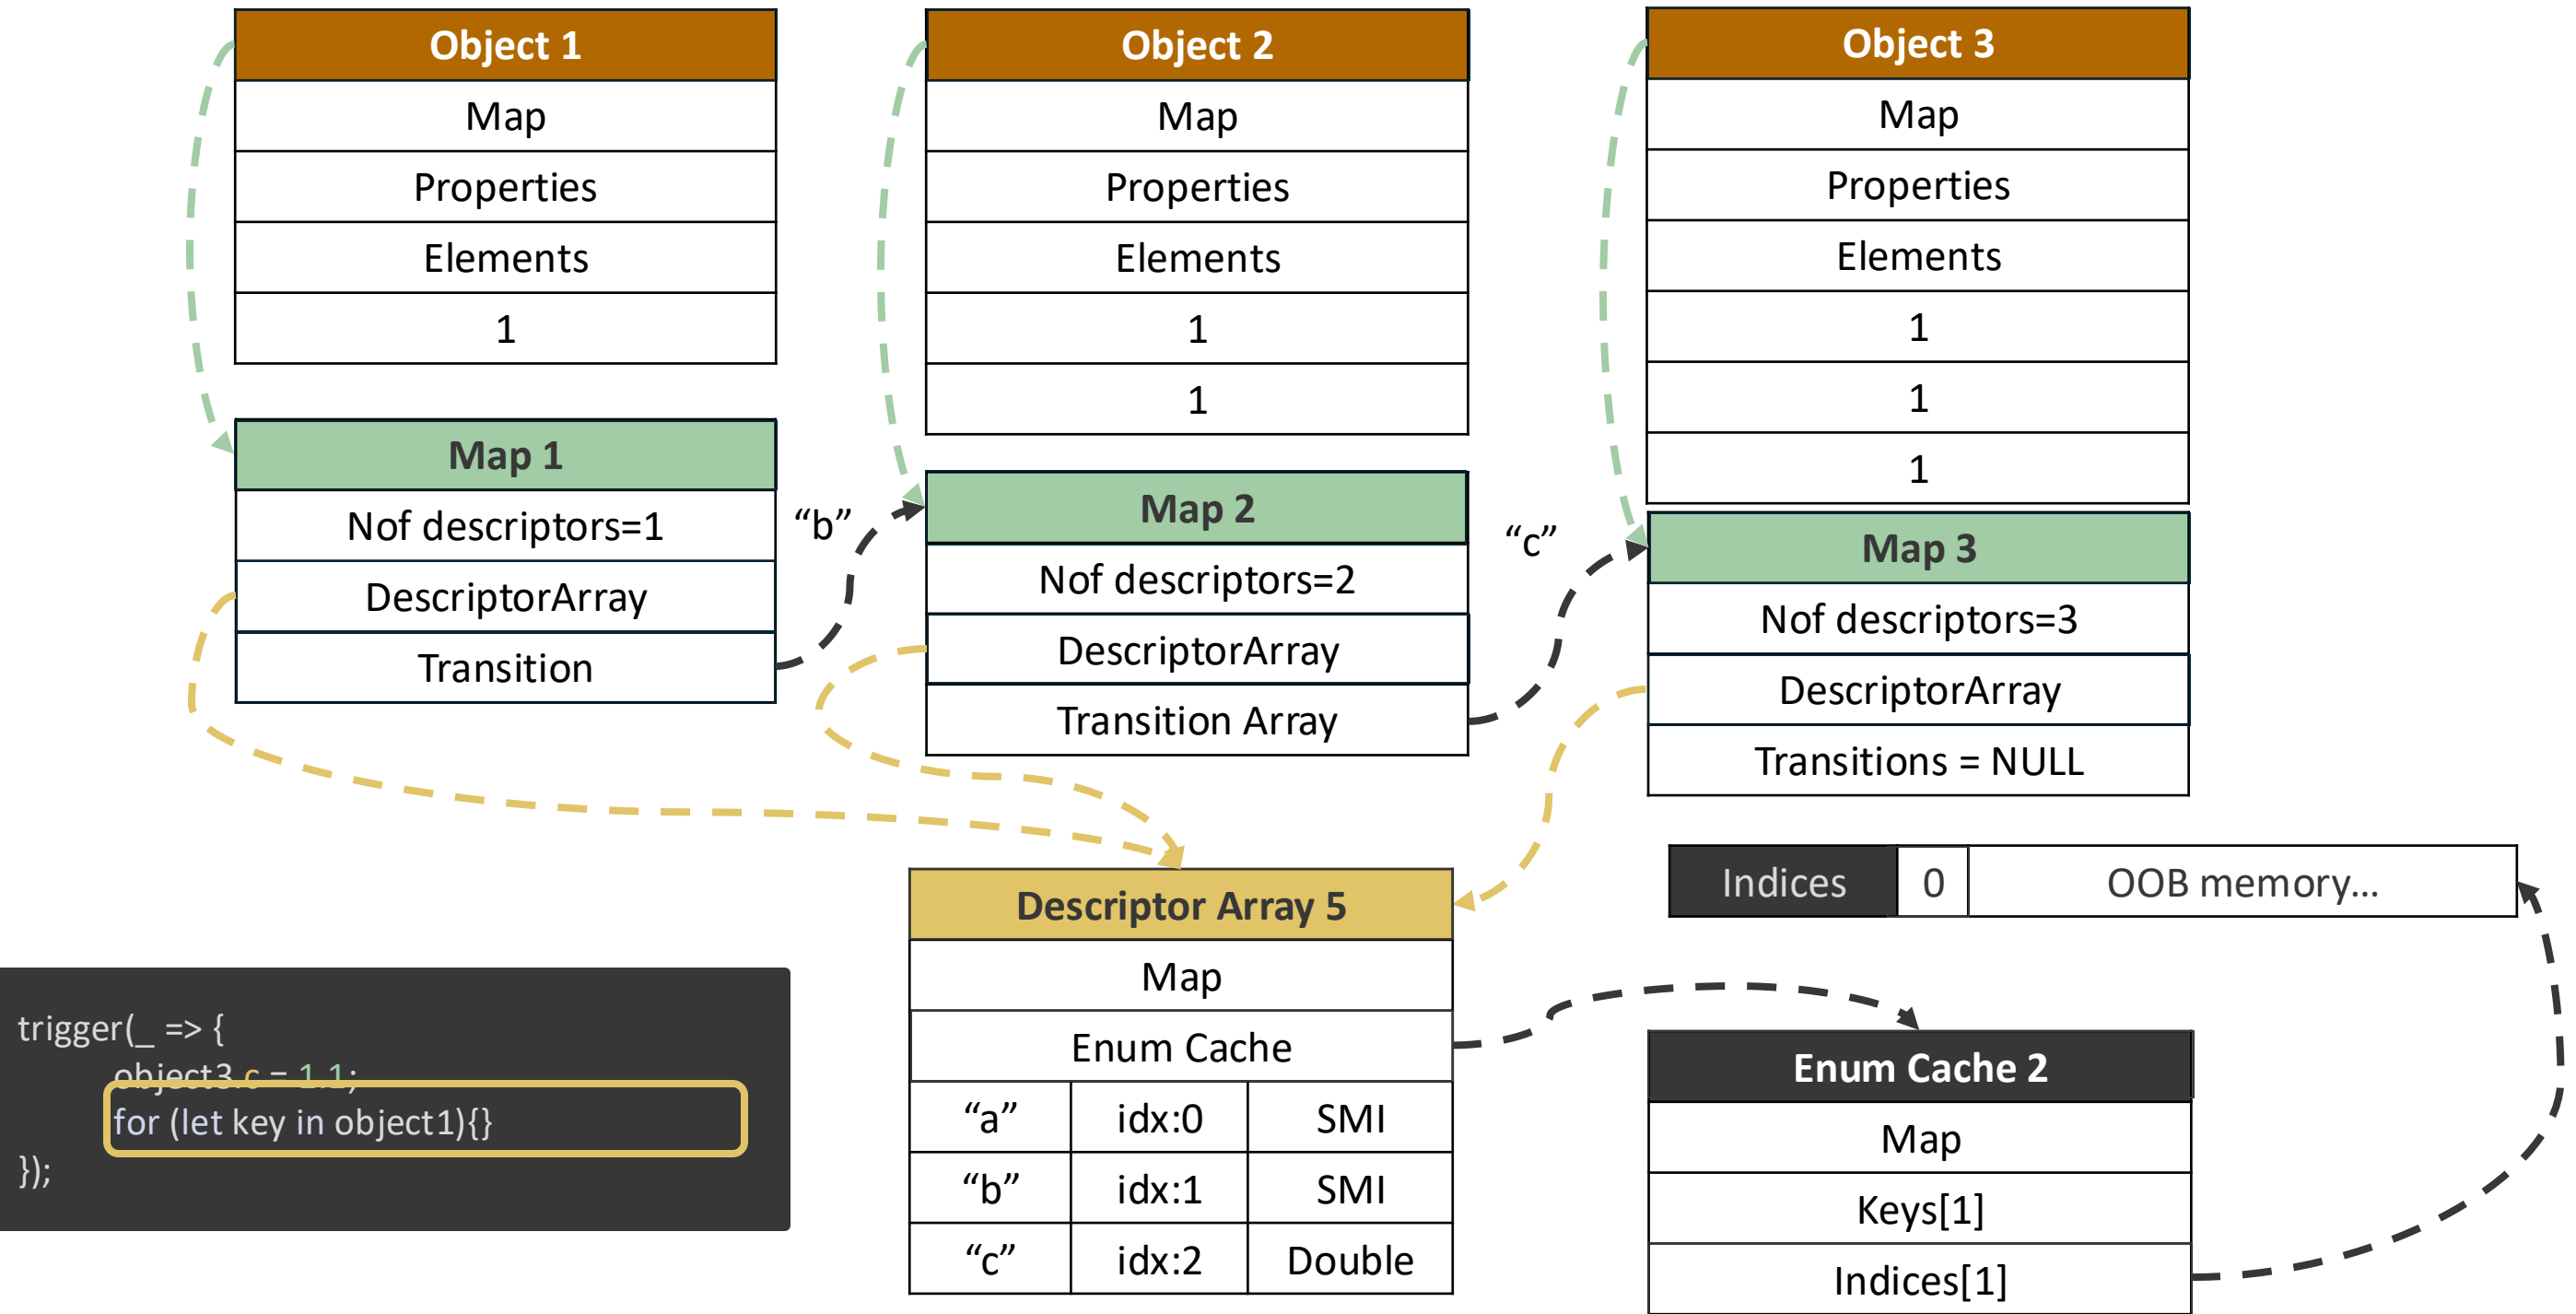 Object 1
Map
Properties
Elements
1
Object 2
Map
Properties
Elements
1
1
Object 3
Map
Properties
Elements
1
1
1
Map 1
Nof descriptors=1
DescriptorArray
Transition
“b”
Map 2
Nof descriptors=2
DescriptorArray
Transition Array
“c”
Map 3
Nof descriptors=3
DescriptorArray
Transitions = NULL
Indices 0 OOB memory...
Descriptor Array 5
Map
Enum Cache
“a” idx:0 SMI
“b” idx:1 SMI
“c” idx:2 Double
Enum Cache 2
Map
Keys[1]
Indices[1]
trigger(_ => {
object3.c = 1.1;
for (let key in object1){}
});